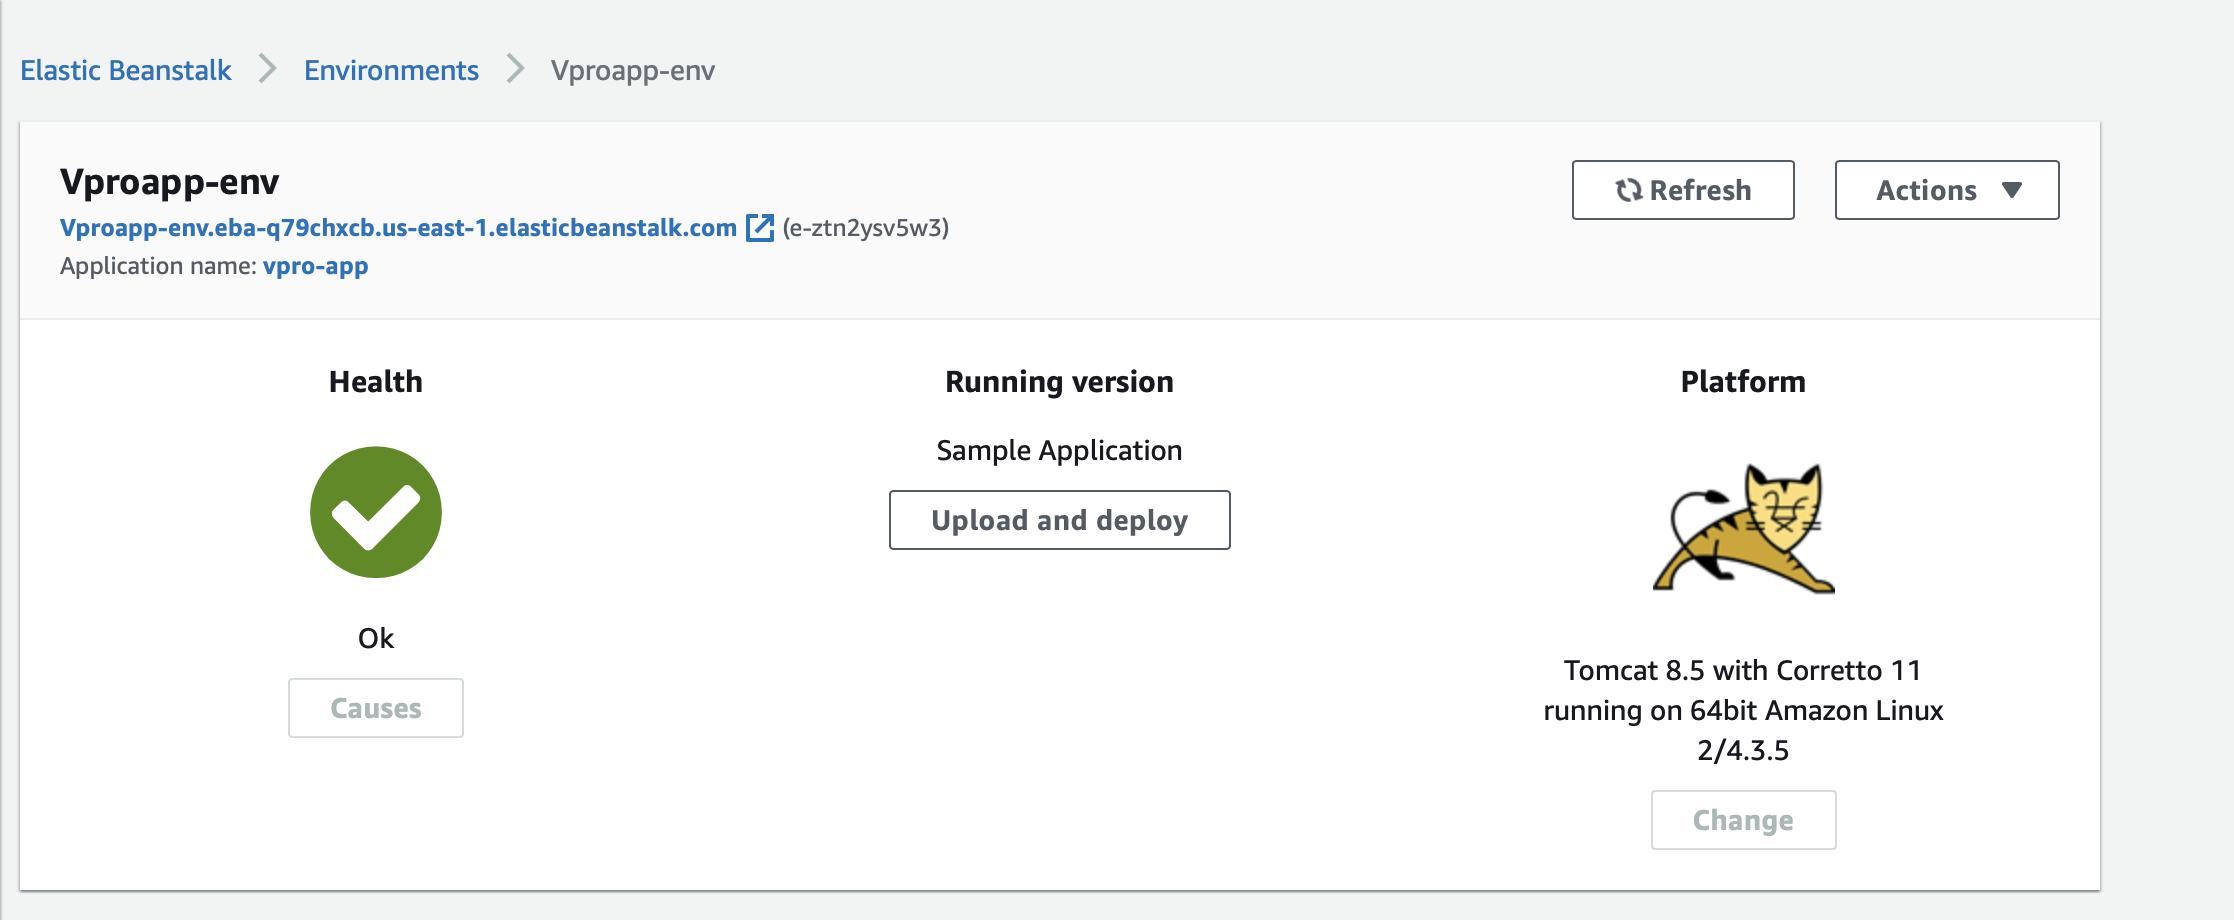 Elastic Beanstalk > Environments > Vproapp-env
Vproapp-env
Refresh
Actions ▼
Vproapp-env.eba-q79chxcb.us-east-1.elasticbeanstalk.com (e-ztn2ysv5w3)
Application name: vpro-app
Health
Ok
Causes
Running version
Sample Application
Upload and deploy
Platform
Tomcat 8.5 with Corretto 11
running on 64bit Amazon Linux
2/4.3.5
Change